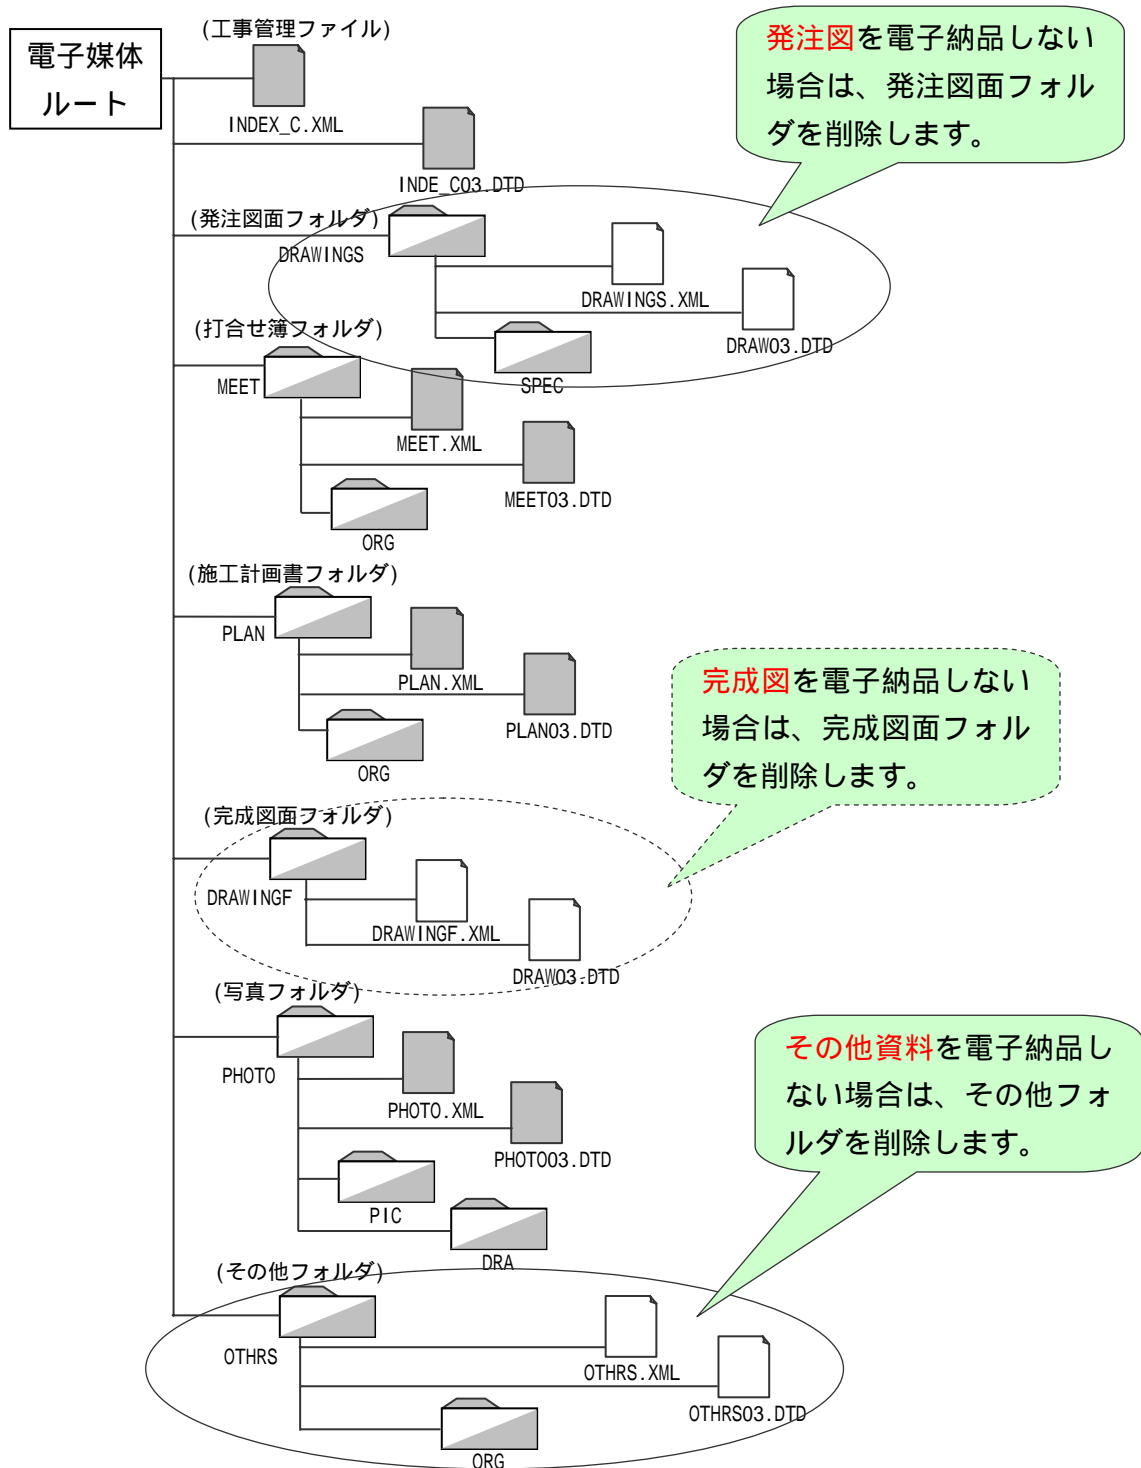 電子媒体
ルート
(工事管理ファイル)
INDEX_C.XML
INDE_C03.DTD
発注図を電子納品しない
場合は、発注図面フォル
ダを削除します。
(発注図面フォルダ)
DRAWINGS
DRAWINGS.XML
DRAW03.DTD
SPEC
(打合せ簿フォルダ)
MEET
MEET.XML
MEET03.DTD
ORG
(施工計画書フォルダ)
PLAN
PLAN.XML
PLAN03.DTD
ORG
完成図を電子納品しない
場合は、完成図面フォル
ダを削除します。
(完成図面フォルダ)
DRAWINGF
DRAWINGF.XML
DRAW03.DTD
(写真フォルダ)
PHOTO
PHOTO.XML
PHOTO03.DTD
PIC
DRA
その他資料を電子納品し
ない場合は、その他フォ
ルダを削除します。
(その他フォルダ)
OTHRS
OTHRS.XML
OTHRS03.DTD
ORG